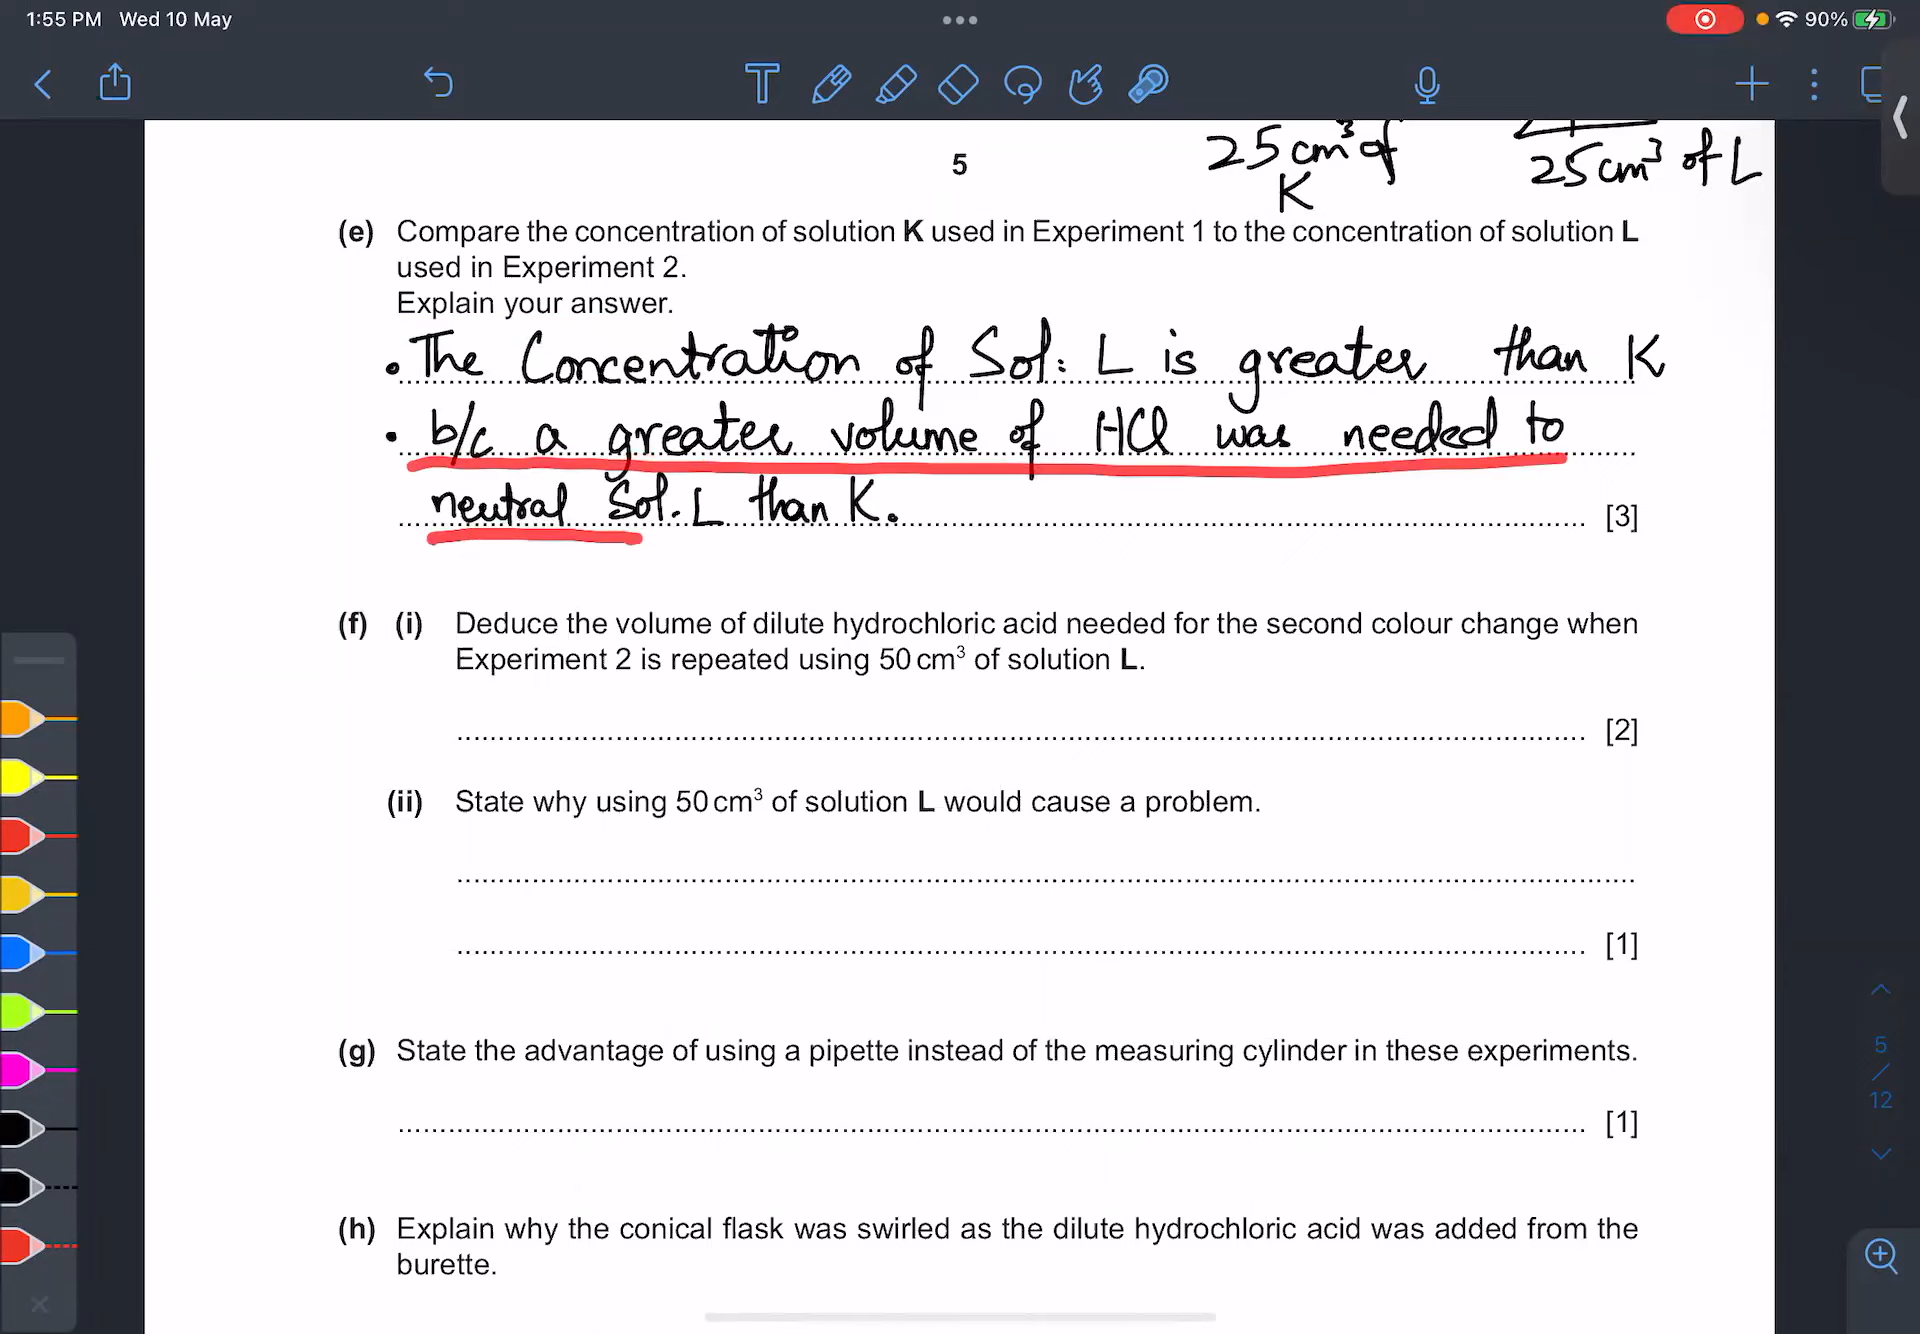 1:55 PM Wed 10 May
90%
25cm³ of
K
25cm³ of L
5
(e) Compare the concentration of solution K used in Experiment 1 to the concentration of solution L
used in Experiment 2.
Explain your answer.
• The Concentration of Sol: L is greater than K
• b/c a greater volume of HCl was needed to
neutral Sol. L than K. [3]
(f) (i) Deduce the volume of dilute hydrochloric acid needed for the second colour change when
Experiment 2 is repeated using 50 cm³ of solution L.
[2]
(ii) State why using 50 cm³ of solution L would cause a problem.
[1]
(g) State the advantage of using a pipette instead of the measuring cylinder in these experiments.
[1]
(h) Explain why the conical flask was swirled as the dilute hydrochloric acid was added from the
burette.
5
/
12